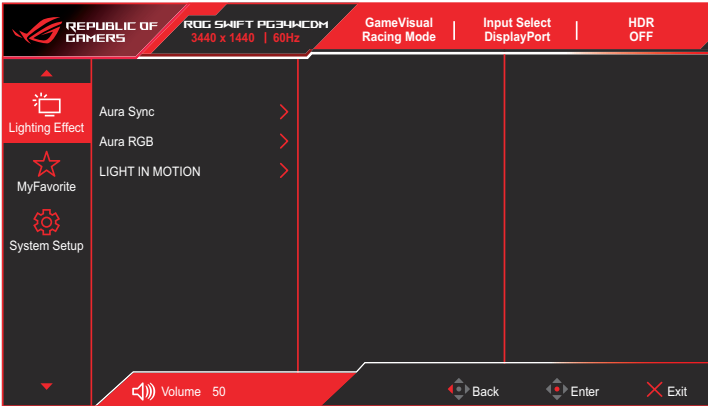 REPUBLIC OF
GAMERS
ROG SWIFT PG34WCDM
3440 x 1440 | 60Hz
GameVisual
Racing Mode
Input Select
DisplayPort
HDR
OFF
Lighting Effect
MyFavorite
System Setup
Aura Sync
Aura RGB
LIGHT IN MOTION
Volume 50
Back
Enter
Exit